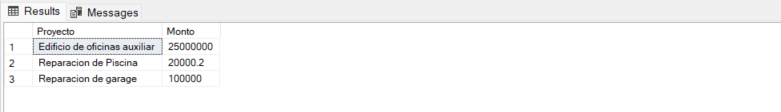 Results Messages
Proyecto Monto
1 Edificio de oficinas auxiliar 25000000
2 Reparacion de Piscina 20000.2
3 Reparacion de garage 100000